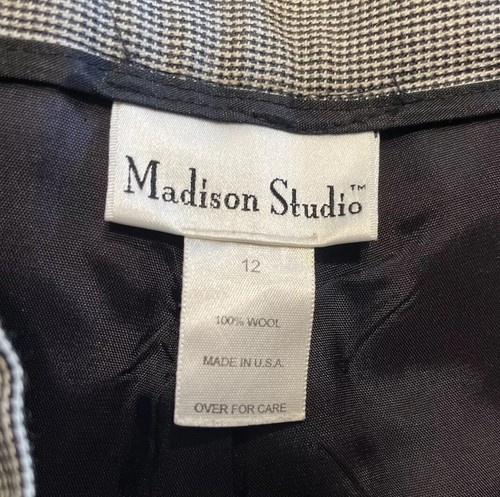 Madison Studio™
12
100% WOOL
MADE IN U.S.A.
OVER FOR CARE